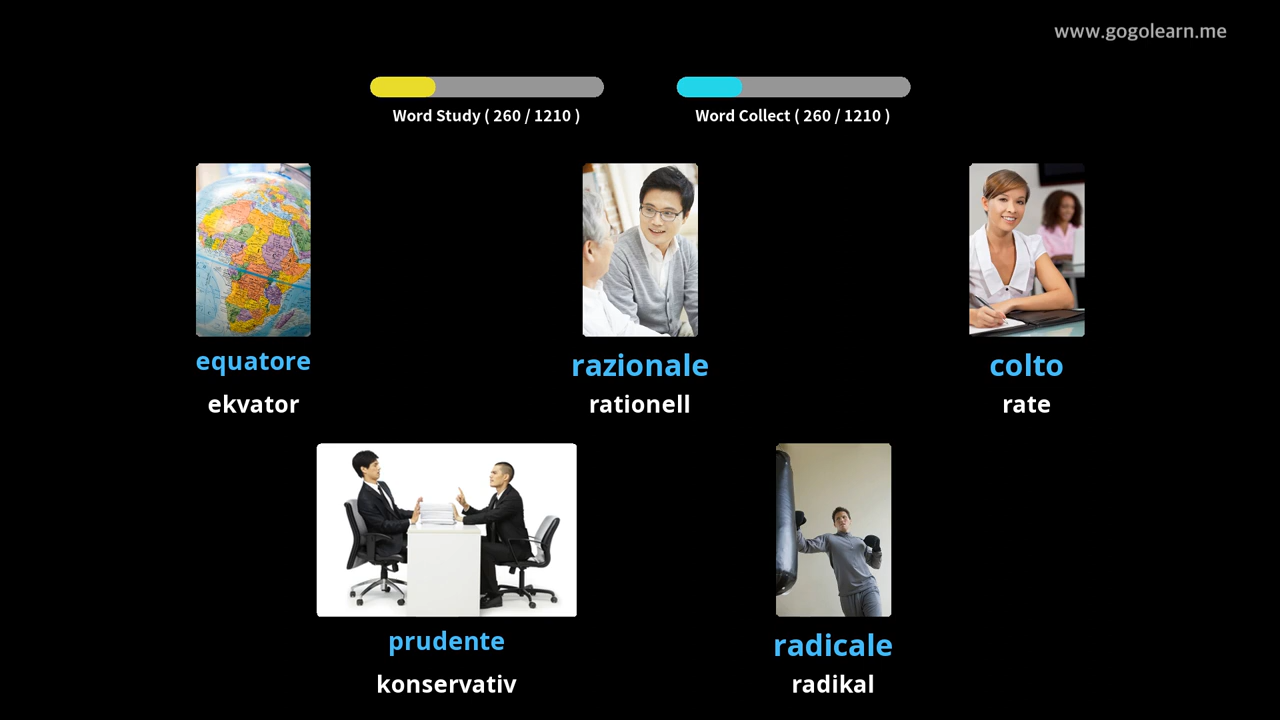 www.gogolearn.me
Word Study ( 260 / 1210 )
Word Collect ( 260 / 1210 )
equatore
ekvator
razionale
rationell
colto
rate
prudente
konservativ
radicale
radikal